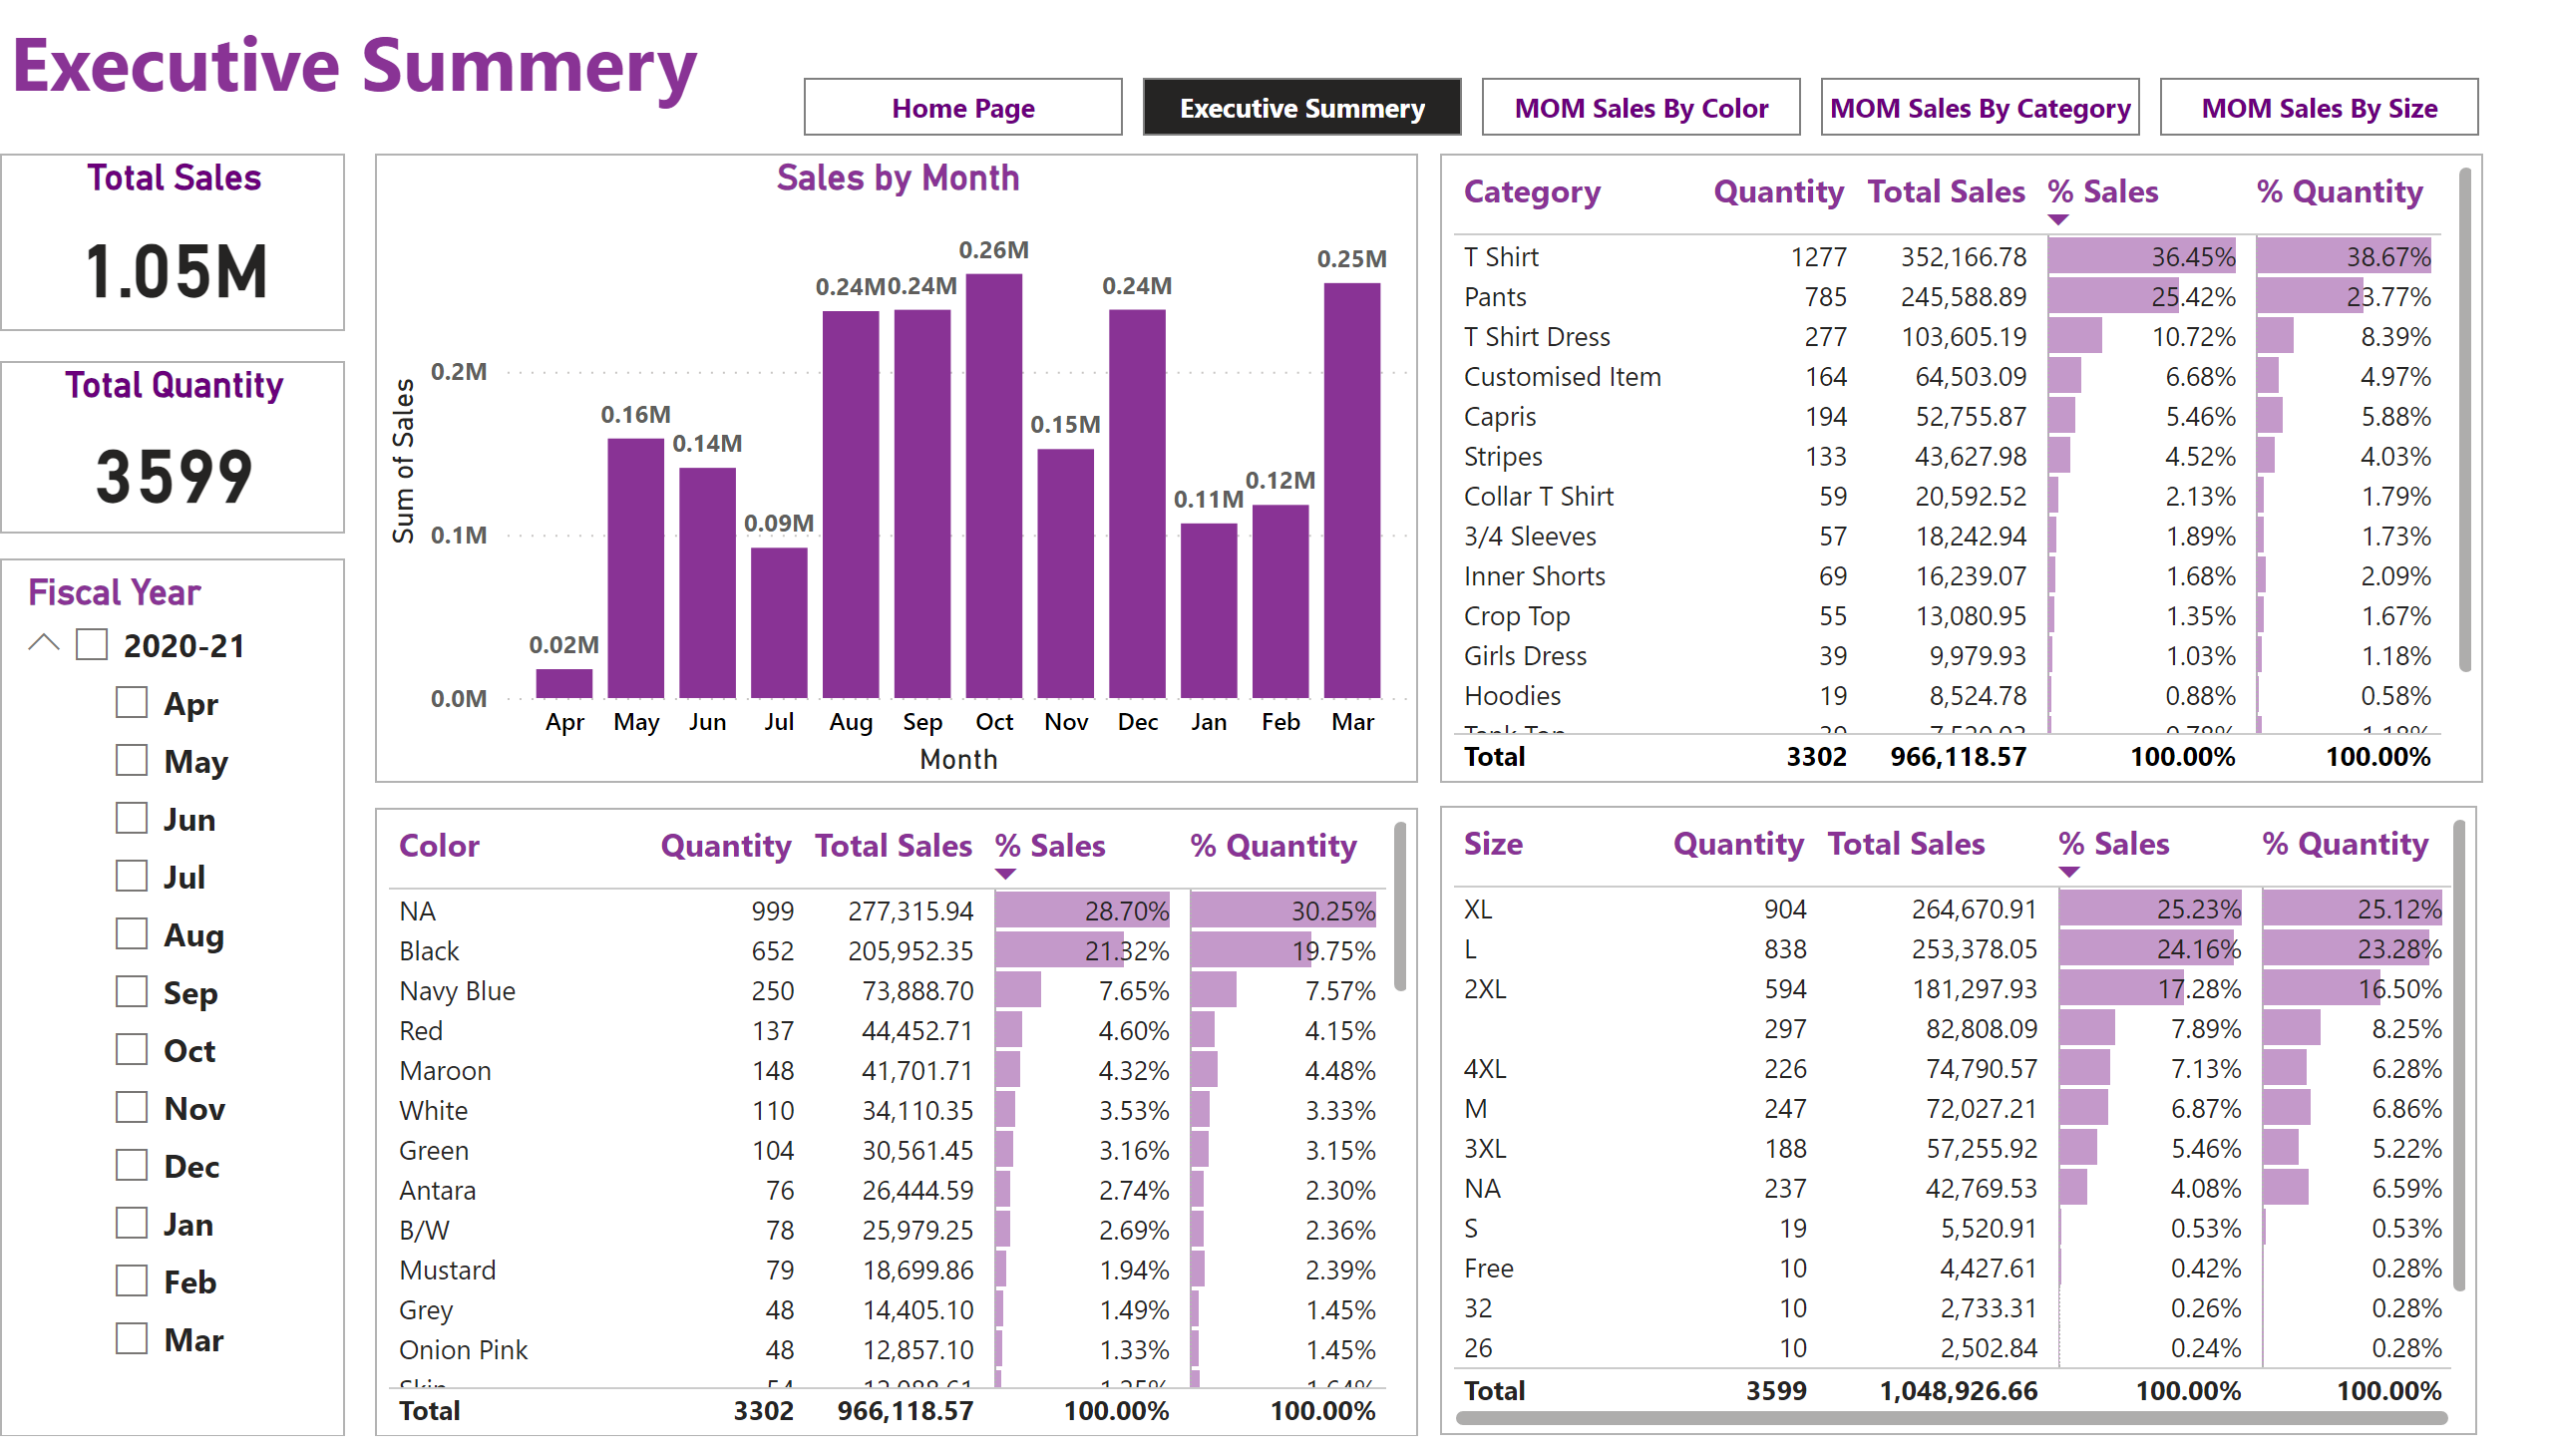 Executive Summery
Home Page
Executive Summery
MOM Sales By Color
MOM Sales By Category
MOM Sales By Size
Total Sales
1.05M
Total Quantity
3599
Fiscal Year
2020-21
Apr
May
Jun
Jul
Aug
Sep
Oct
Nov
Dec
Jan
Feb
Mar
Sales by Month
Sum of Sales
0.2M
0.1M
0.0M
0.02M
0.16M
0.14M
0.09M
0.24M
0.24M
0.26M
0.15M
0.24M
0.11M
0.12M
0.25M
Apr May Jun Jul Aug Sep Oct Nov Dec Jan Feb Mar
Month
Category Quantity Total Sales % Sales % Quantity
T Shirt 1277 352,166.78 36.45% 38.67%
Pants 785 245,588.89 25.42% 23.77%
T Shirt Dress 277 103,605.19 10.72% 8.39%
Customised Item 164 64,503.09 6.68% 4.97%
Capris 194 52,755.87 5.46% 5.88%
Stripes 133 43,627.98 4.52% 4.03%
Collar T Shirt 59 20,592.52 2.13% 1.79%
3/4 Sleeves 57 18,242.94 1.89% 1.73%
Inner Shorts 69 16,239.07 1.68% 2.09%
Crop Top 55 13,080.95 1.35% 1.67%
Girls Dress 39 9,979.93 1.03% 1.18%
Hoodies 19 8,524.78 0.88% 0.58%
Total 3302 966,118.57 100.00% 100.00%
Color Quantity Total Sales % Sales % Quantity
NA 999 277,315.94 28.70% 30.25%
Black 652 205,952.35 21.32% 19.75%
Navy Blue 250 73,888.70 7.65% 7.57%
Red 137 44,452.71 4.60% 4.15%
Maroon 148 41,701.71 4.32% 4.48%
White 110 34,110.35 3.53% 3.33%
Green 104 30,561.45 3.16% 3.15%
Antara 76 26,444.59 2.74% 2.30%
B/W 78 25,979.25 2.69% 2.36%
Mustard 79 18,699.86 1.94% 2.39%
Grey 48 14,405.10 1.49% 1.45%
Onion Pink 48 12,857.10 1.33% 1.45%
Total 3302 966,118.57 100.00% 100.00%
Size Quantity Total Sales % Sales % Quantity
XL 904 264,670.91 25.23% 25.12%
L 838 253,378.05 24.16% 23.28%
2XL 594 181,297.93 17.28% 16.50%
297 82,808.09 7.89% 8.25%
4XL 226 74,790.57 7.13% 6.28%
M 247 72,027.21 6.87% 6.86%
3XL 188 57,255.92 5.46% 5.22%
NA 237 42,769.53 4.08% 6.59%
S 19 5,520.91 0.53% 0.53%
Free 10 4,427.61 0.42% 0.28%
32 10 2,733.31 0.26% 0.28%
26 10 2,502.84 0.24% 0.28%
Total 3599 1,048,926.66 100.00% 100.00%